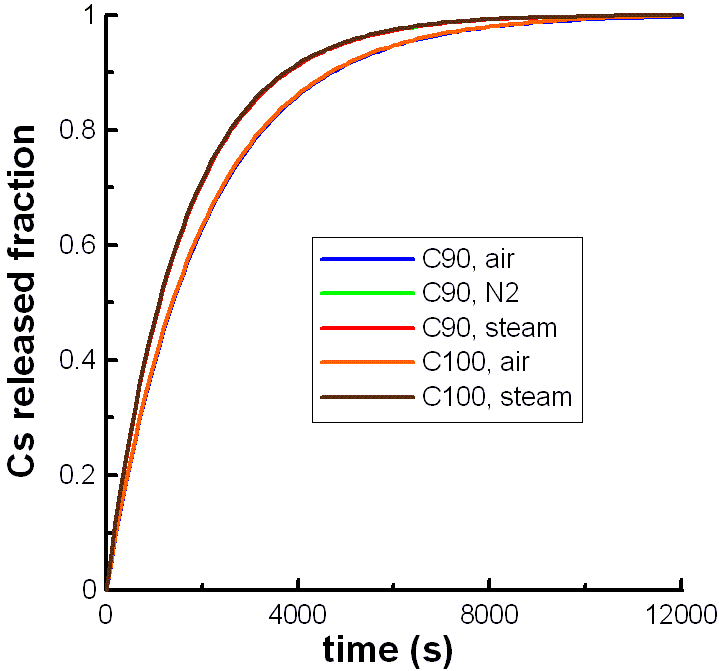 1
0.8
0.6
0.4
0.2
0
Cs released fraction
C90, air
C90, N2
C90, steam
C100, air
C100, steam
0 4000 8000 12000
time (s)